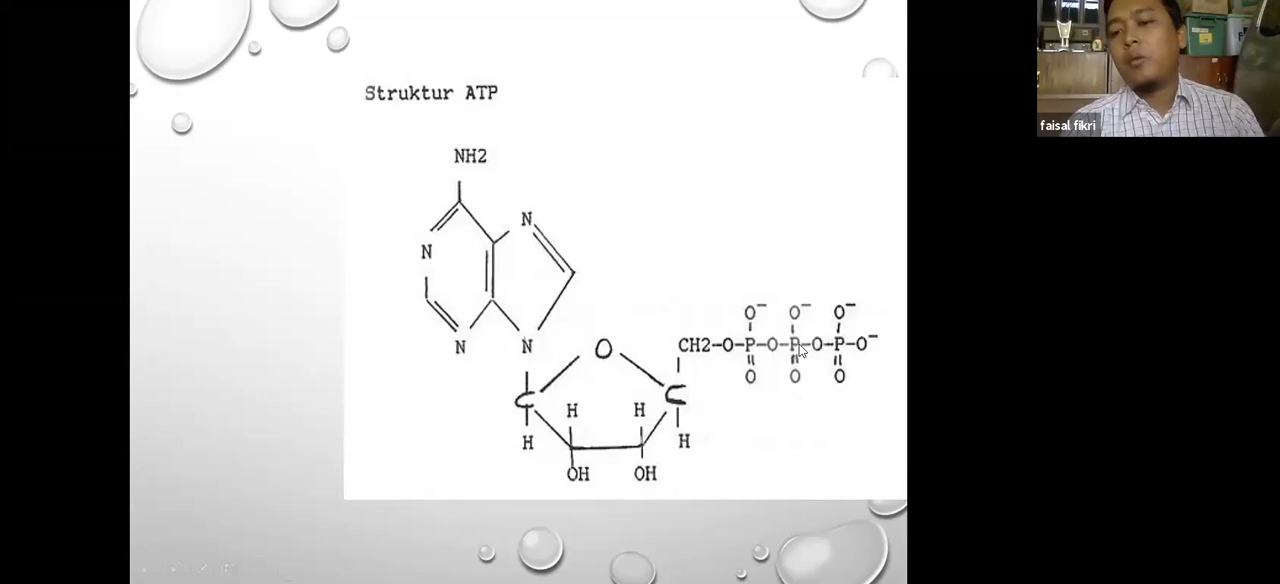 Struktur ATP
faisal fikri
NH2
N
N
O⁻ O⁻ O⁻
N N O CH2-O-P-O-P-O-P-O⁻
O O O
C C
H H
H H
OH OH